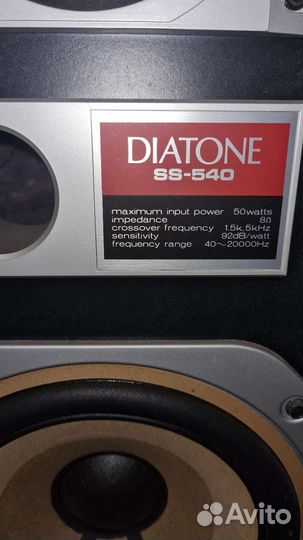 DIATONE
SS-540
maximum input power 50watts
impedance 8Ω
crossover frequency 1.5k,5kHz
sensitivity 92dB/watt
frequency range 40～20000Hz
Avito